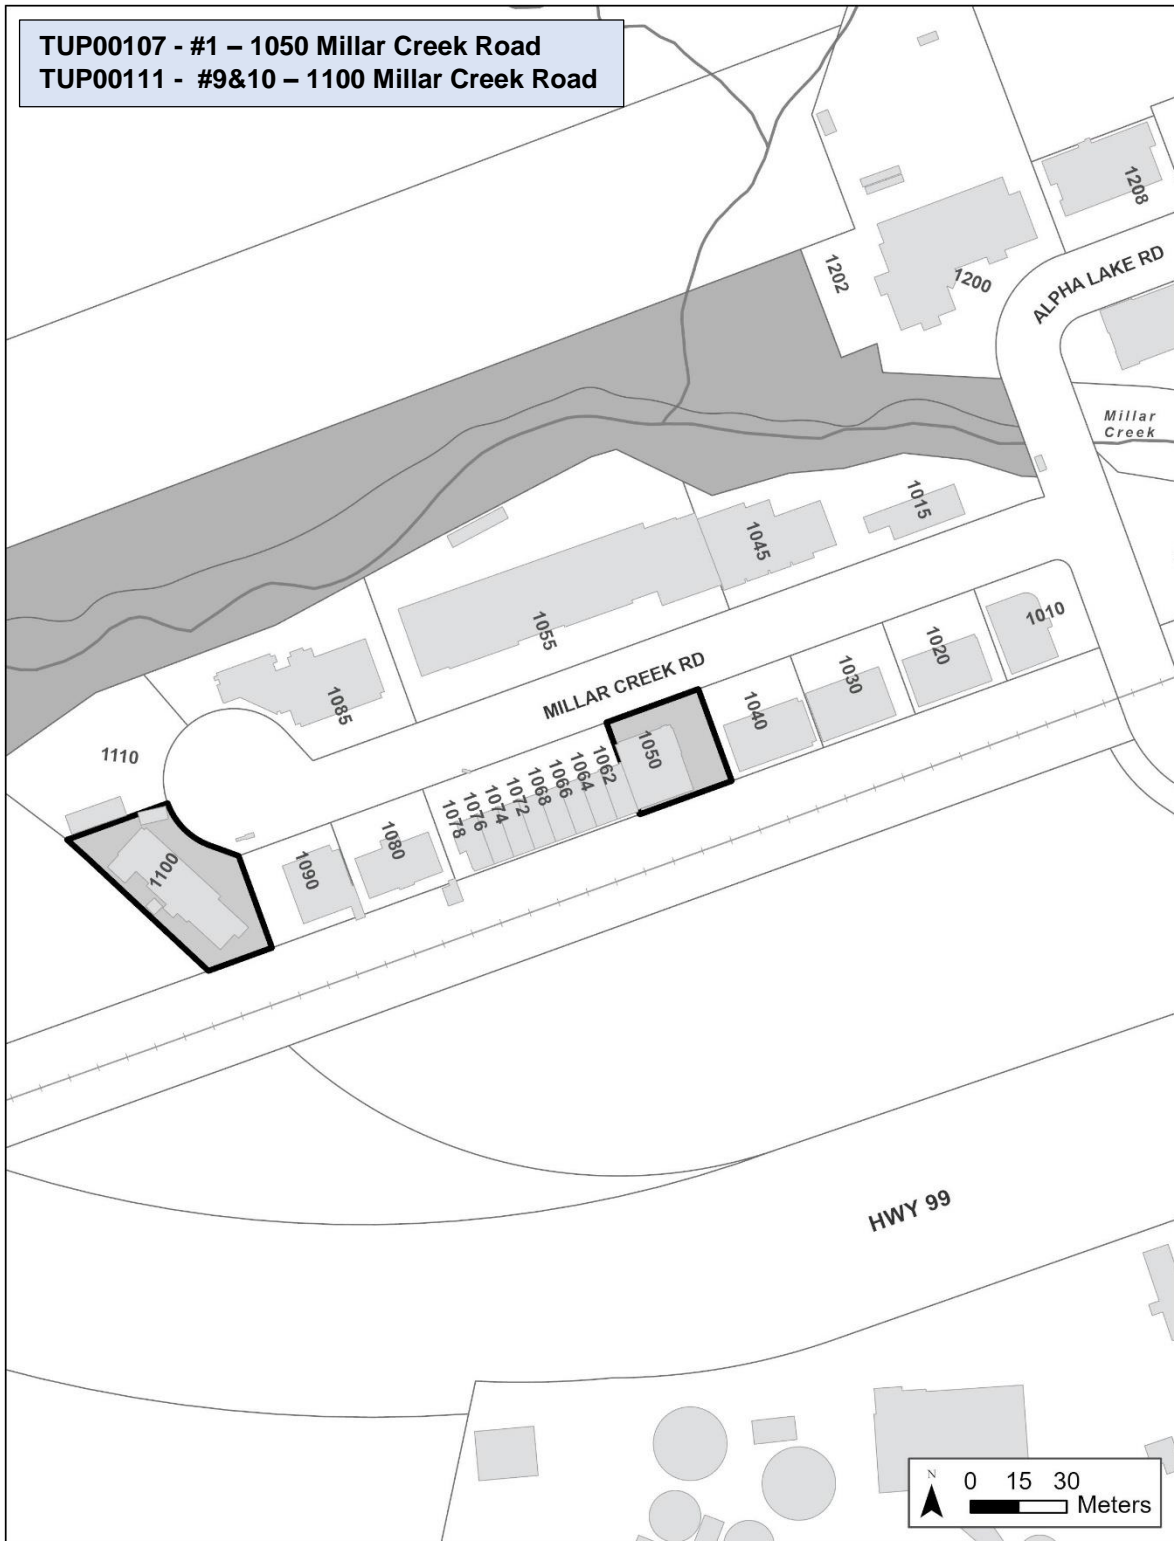 TUP00107 - #1 – 1050 Millar Creek Road
TUP00111 - #9&10 – 1100 Millar Creek Road
1208
1202
1200
ALPHA LAKE RD
Millar
Creek
1015
1045
1055
1010
1020
1030
1040
MILLAR CREEK RD
1085
1050
1062
1064
1066
1068
1072
1074
1076
1078
1110
1080
1090
1100
HWY 99
N
0 15 30
Meters